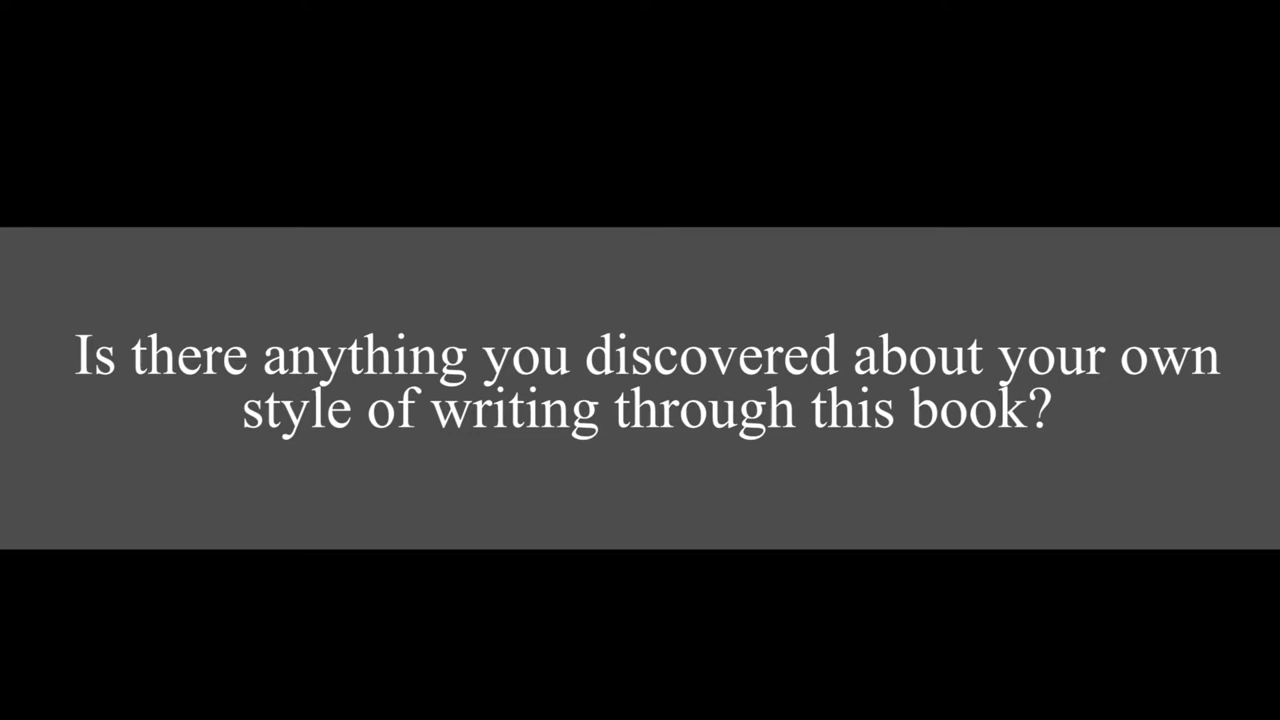 Is there anything you discovered about your own
style of writing through this book?